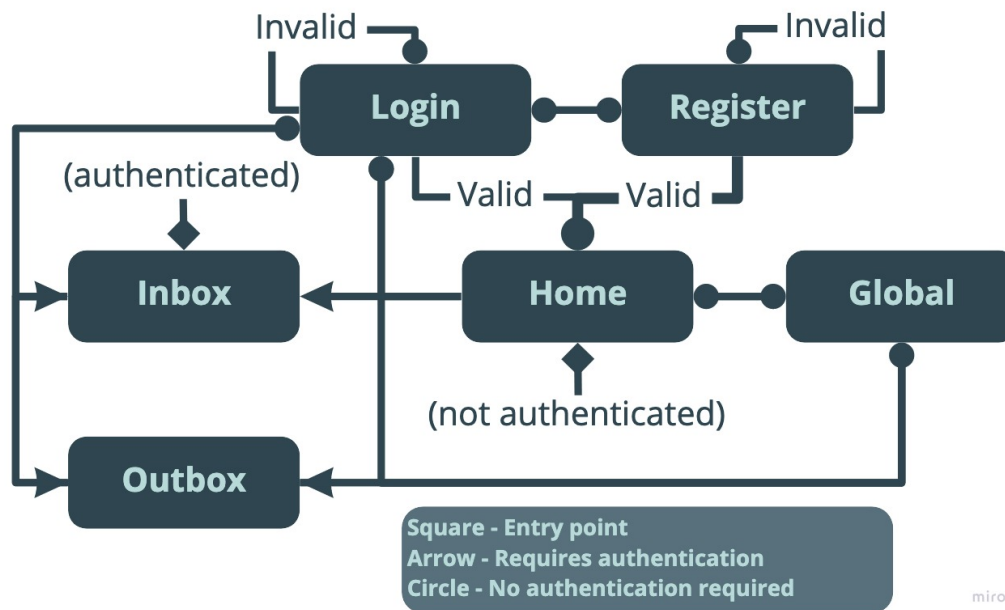 Invalid
Invalid
Login
Register
(authenticated)
Valid
Valid
Inbox
Home
Global
(not authenticated)
Outbox
Square - Entry point
Arrow - Requires authentication
Circle - No authentication required
miro